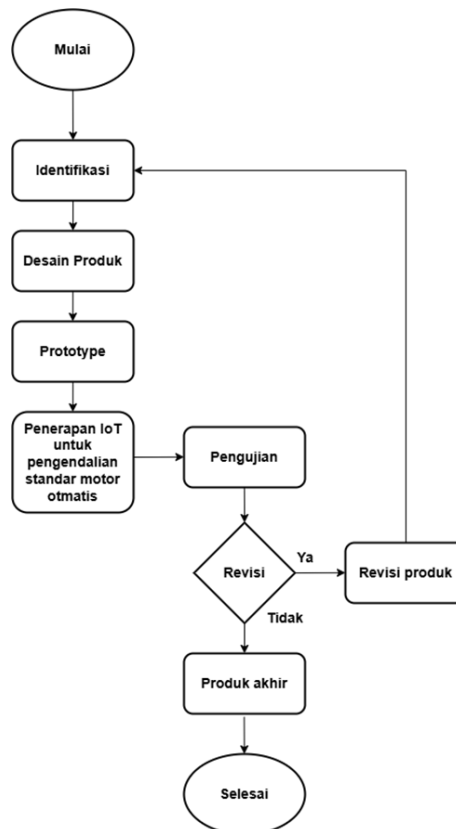 Mulai
Identifikasi
Desain Produk
Prototype
Penerapan IoT
untuk
pengendalian
standar motor
otmatis
Pengujian
Revisi
Ya
Revisi produk
Tidak
Produk akhir
Selesai